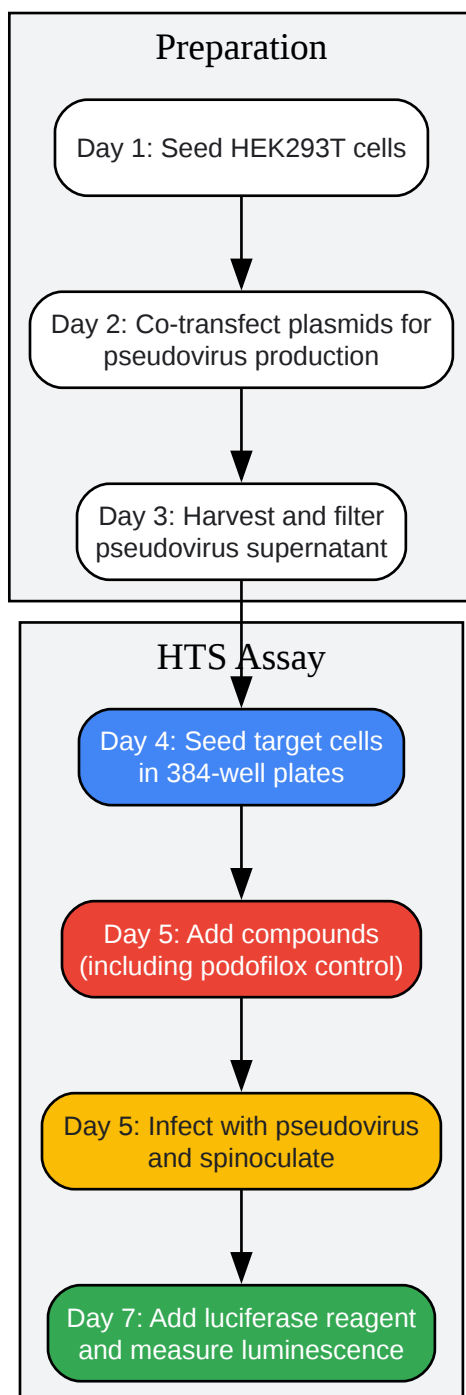 Preparation
Day 1: Seed HEK293T cells
Day 2: Co-transfect plasmids for
pseudovirus production
Day 3: Harvest and filter
pseudovirus supernatant
HTS Assay
Day 4: Seed target cells
in 384-well plates
Day 5: Add compounds
(including podofilox control)
Day 5: Infect with pseudovirus
and spinoculate
Day 7: Add luciferase reagent
and measure luminescence